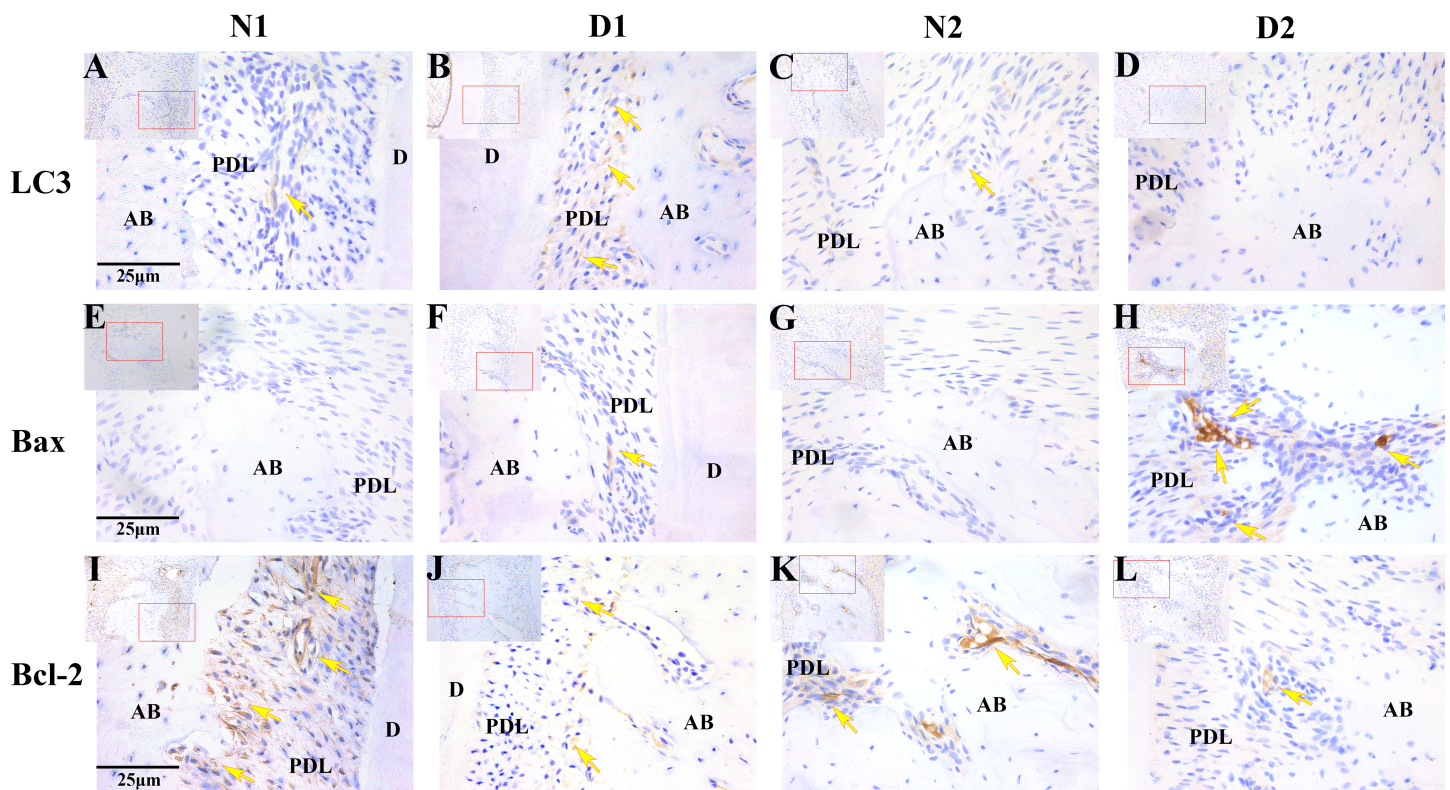 N1 D1 N2 D2
A B C D
PDL D D PDL PDL
LC3 AB PDL AB PDL AB AB
25μm
E F G H
PDL
Bax AB PDL AB D PDL AB PDL AB
25μm
I J K L
PDL
Bcl-2 AB PDL D D PDL AB AB PDL AB
25μm